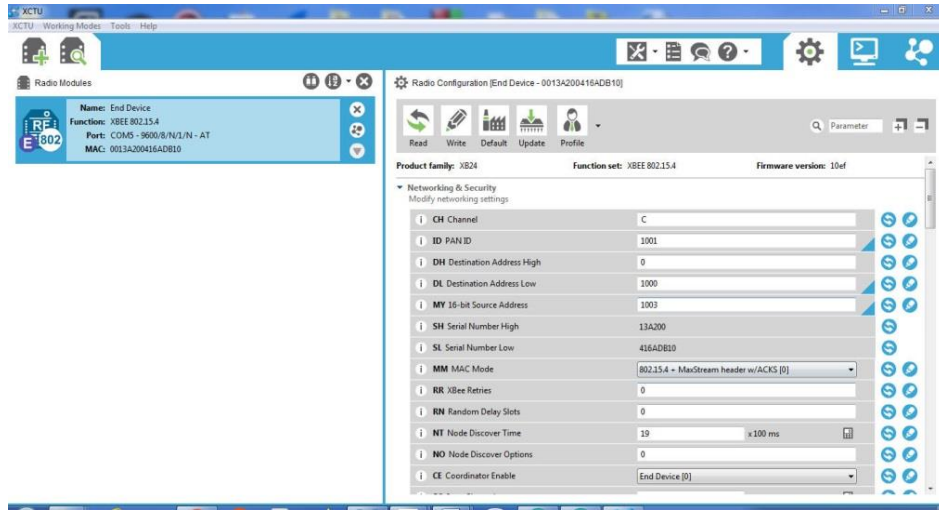 XCTU
XCTU Working Modes Tools Help
Radio Modules
Name: End Device
Function: XBEE 802.15.4
Port: COM5 - 9600/8/N/1/N - AT
MAC: 0013A200416ADB10
RF
E 802
Radio Configuration [End Device - 0013A200416ADB10]
Read Write Default Update Profile
Parameter
Product family: XB24 Function set: XBEE 802.15.4 Firmware version: 10ef
Networking & Security
Modify networking settings
i CH Channel C
i ID PAN ID 1001
i DH Destination Address High 0
i DL Destination Address Low 1000
i MY 16-bit Source Address 1003
i SH Serial Number High 13A200
i SL Serial Number Low 416ADB10
i MM MAC Mode 802.15.4 + MaxStream header w/ACKS [0]
i RR XBee Retries 0
i RN Random Delay Slots 0
i NT Node Discover Time 19 x 100 ms
i NO Node Discover Options 0
i CE Coordinator Enable End Device [0]